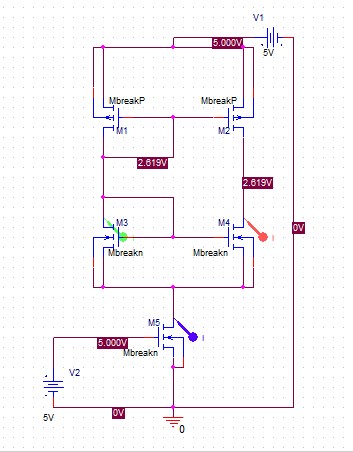 V1
5.000V
5V
MbreakP
MbreakP
M1
M2
2.619V
2.619V
M3
M4
I
0V
Mbreakn
Mbreakn
M5
I
5.000V
Mbreakn
V2
5V
0V
0